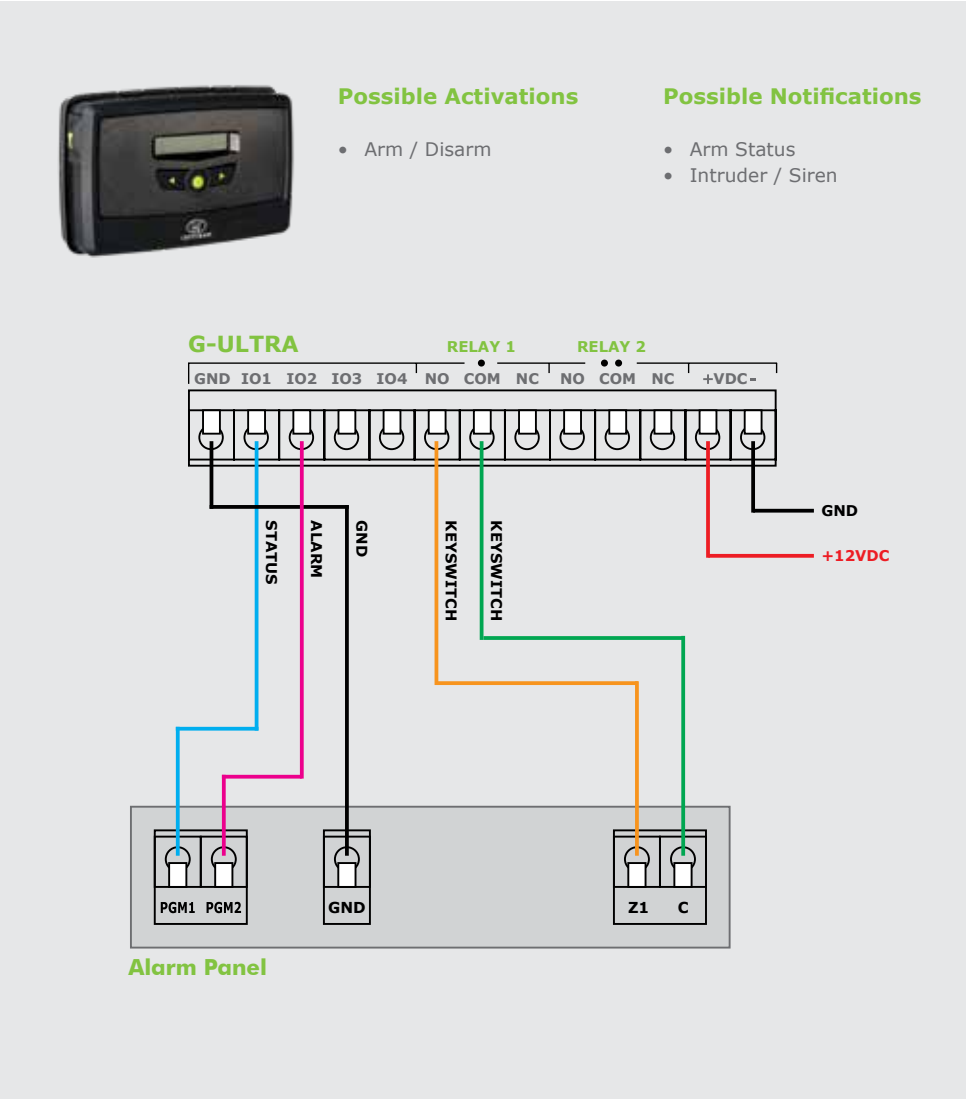 Possible Activations
• Arm / Disarm
Possible Notifications
• Arm Status
• Intruder / Siren
G-ULTRA
RELAY 1
RELAY 2
GND IO1 IO2 IO3 IO4 NO COM NC NO COM NC +VDC-
GND
+12VDC
STATUS
ALARM
GND
KEYSWITCH
KEYSWITCH
PGM1 PGM2
GND
Z1 C
Alarm Panel